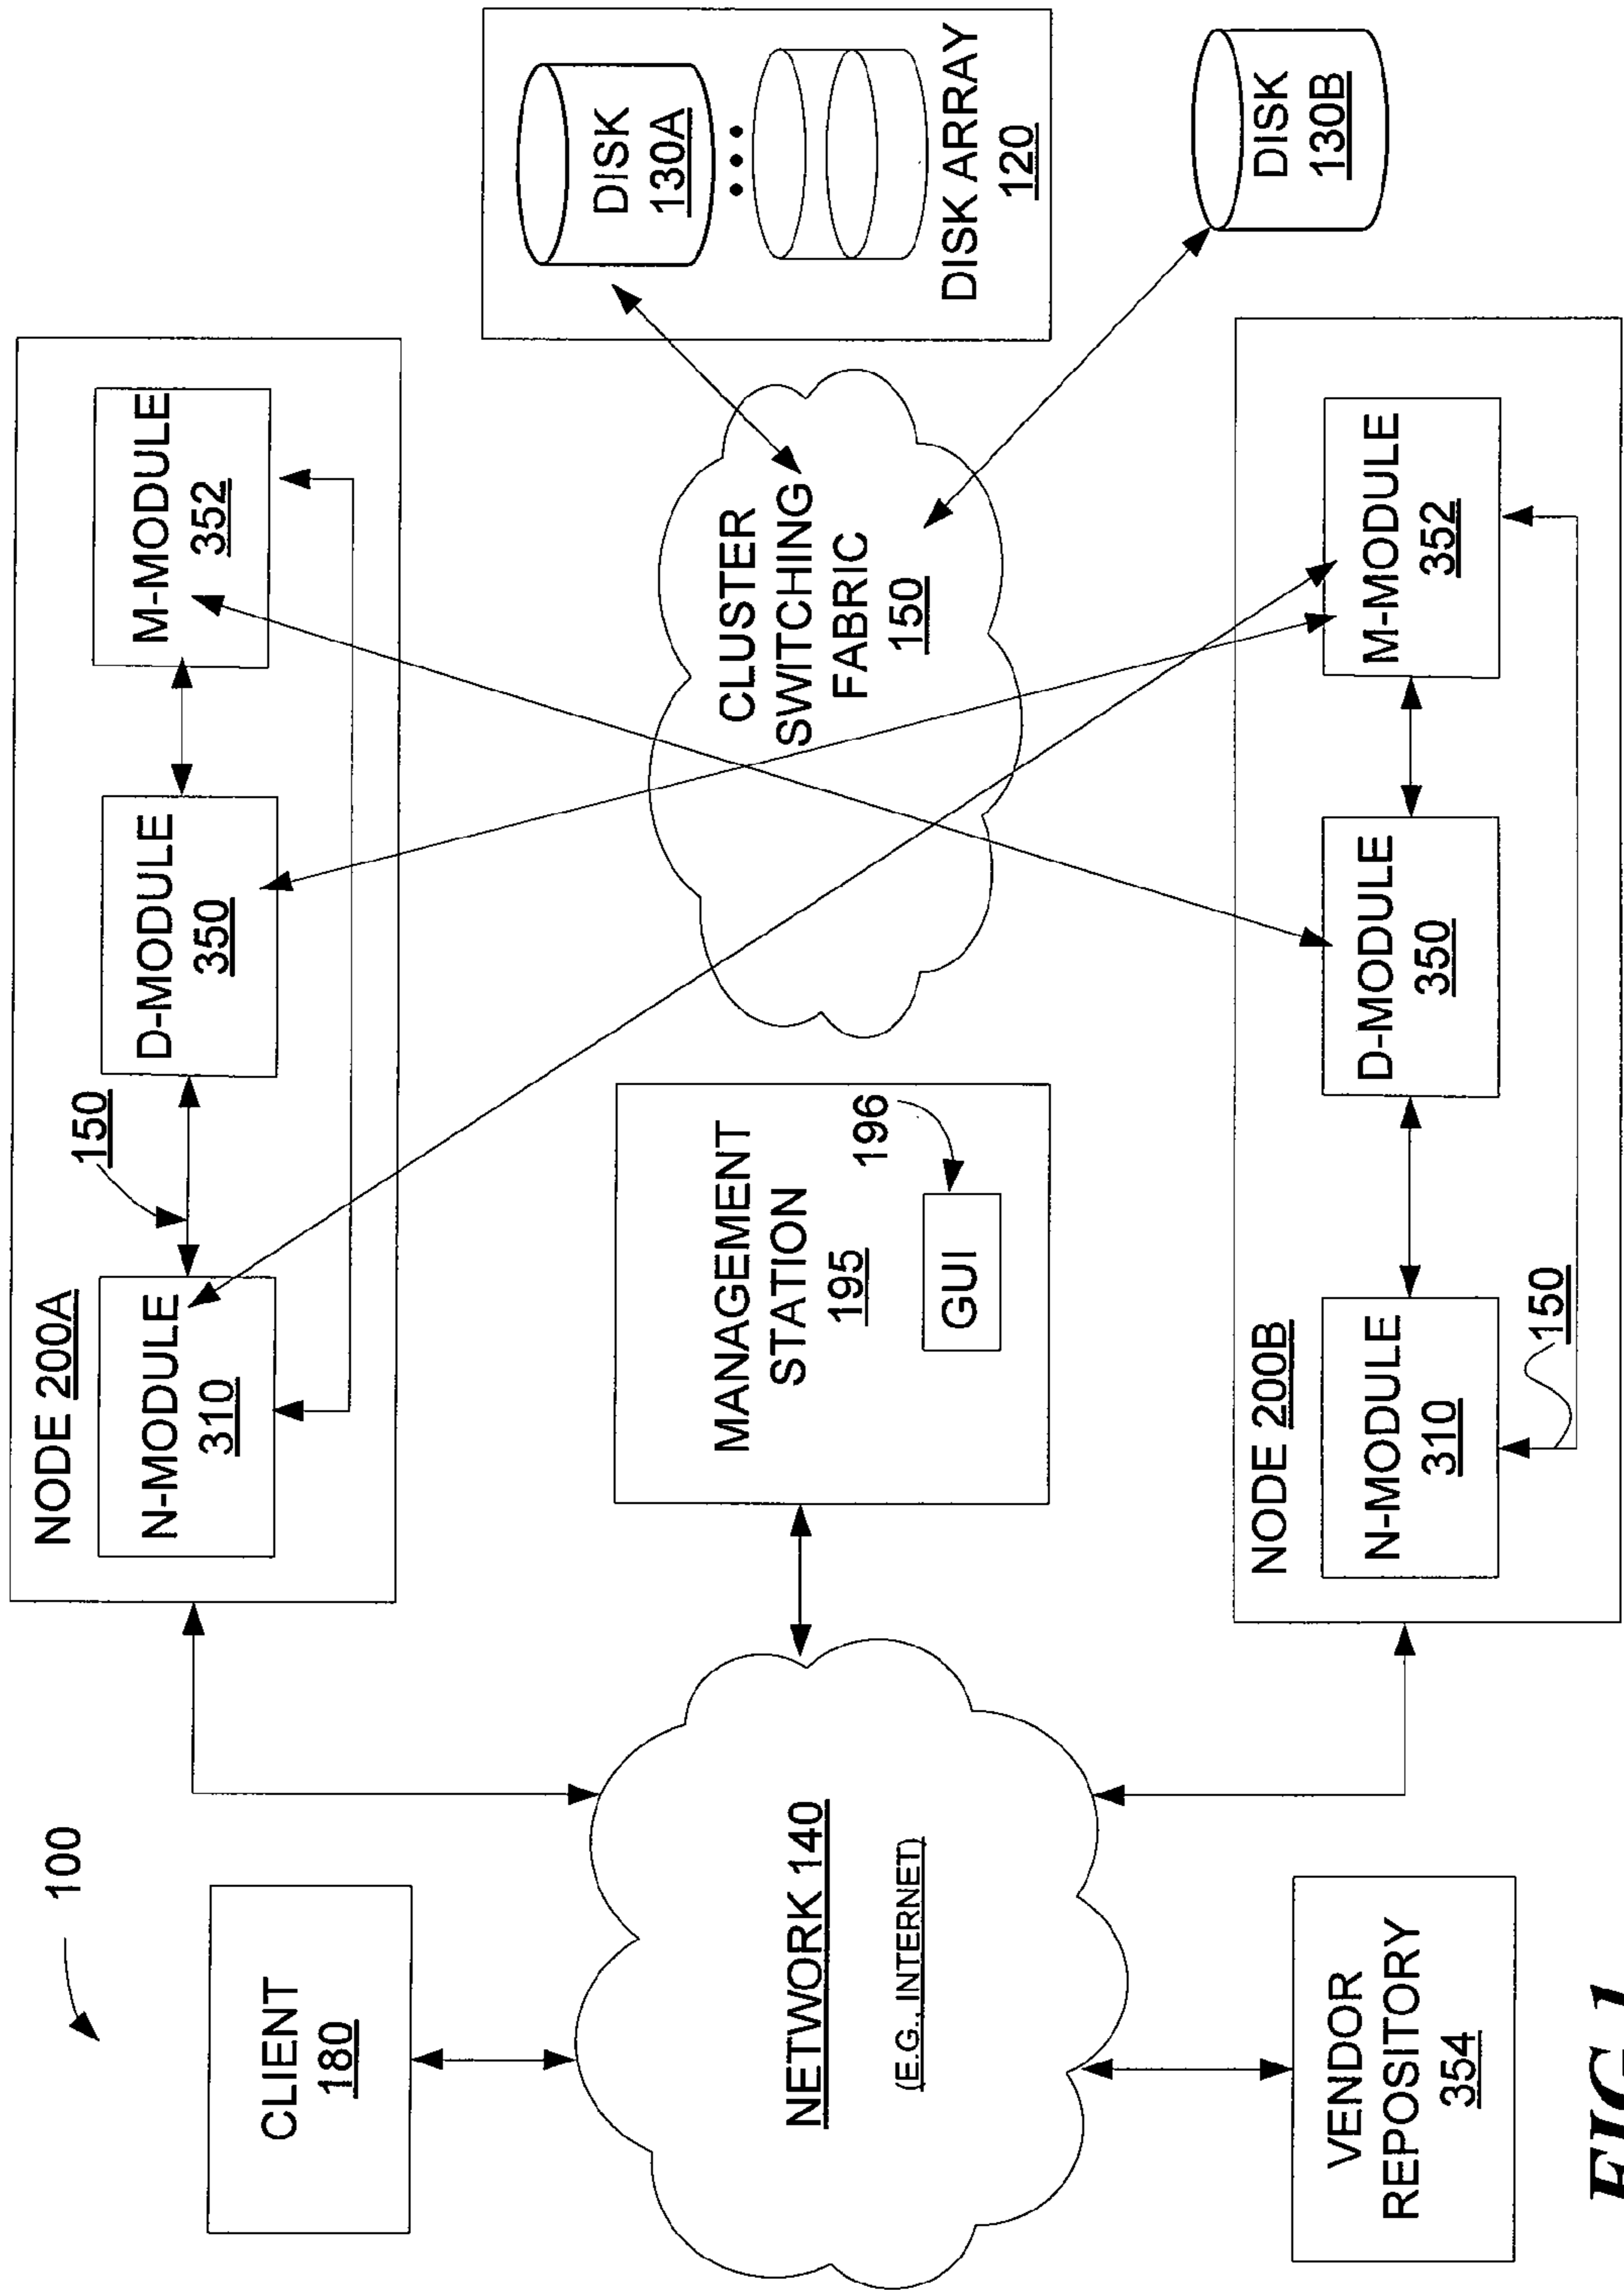 100
CLIENT
180
NETWORK 140
(E.G., INTERNET)
VENDOR
REPOSITORY
354
NODE 200A
N-MODULE
310
150
D-MODULE
350
M-MODULE
352
MANAGEMENT
STATION
195
196
GUI
CLUSTER
SWITCHING
FABRIC
150
DISK
130A
DISK ARRAY
120
DISK
130B
NODE 200B
N-MODULE
310
150
D-MODULE
350
M-MODULE
352
FIG.1